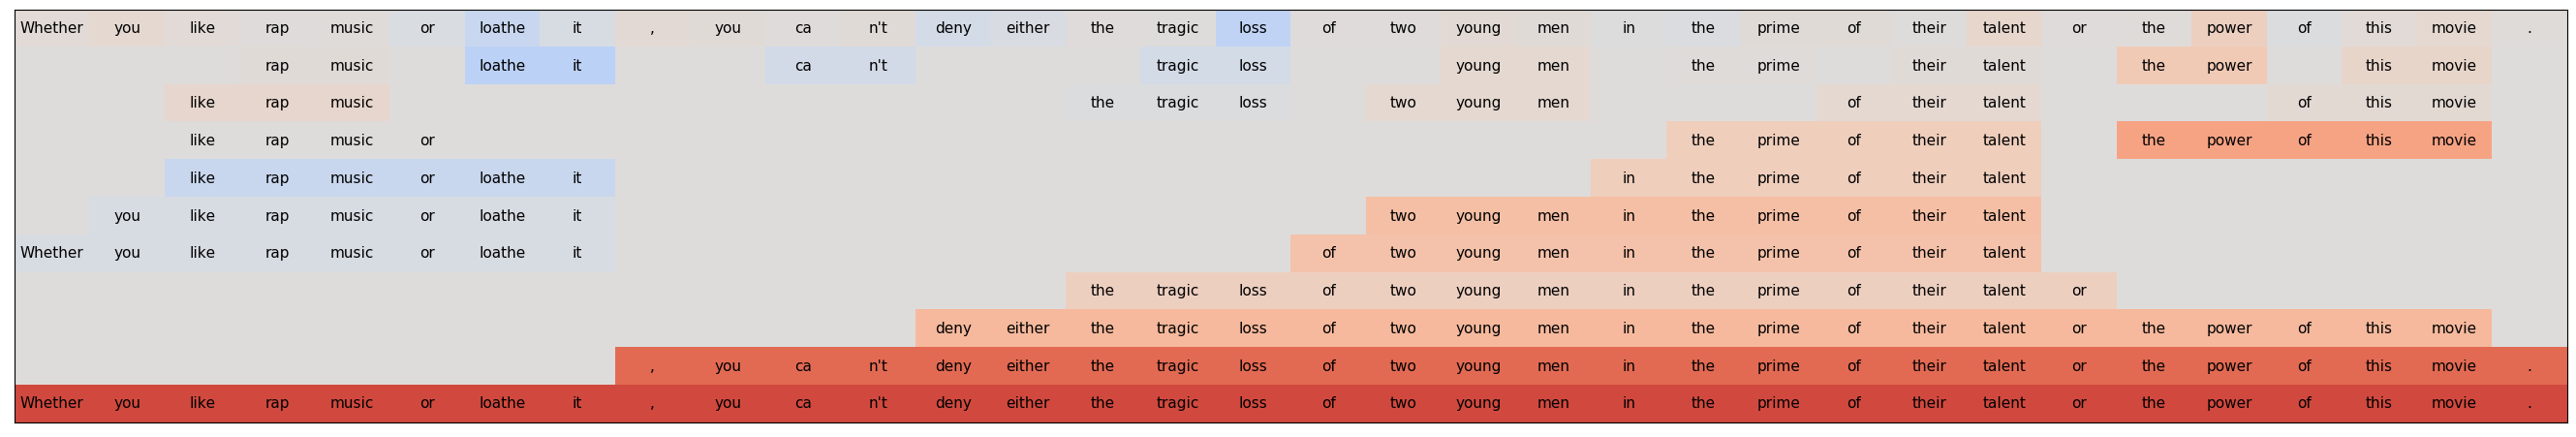 Whether you like rap music or loathe it , you ca n't deny either the tragic loss of two young men in the prime of their talent or the power of this movie .
rap music loathe it ca n't tragic loss young men the prime their talent the power this movie
like rap music the tragic loss two young men of their talent of this movie
like rap music or the prime of their talent the power of this movie
like rap music or loathe it in the prime of their talent
you like rap music or loathe it two young men in the prime of their talent
Whether you like rap music or loathe it of two young men in the prime of their talent
the tragic loss of two young men in the prime of their talent or
deny either the tragic loss of two young men in the prime of their talent or the power of this movie
, you ca n't deny either the tragic loss of two young men in the prime of their talent or the power of this movie .
Whether you like rap music or loathe it , you ca n't deny either the tragic loss of two young men in the prime of their talent or the power of this movie .